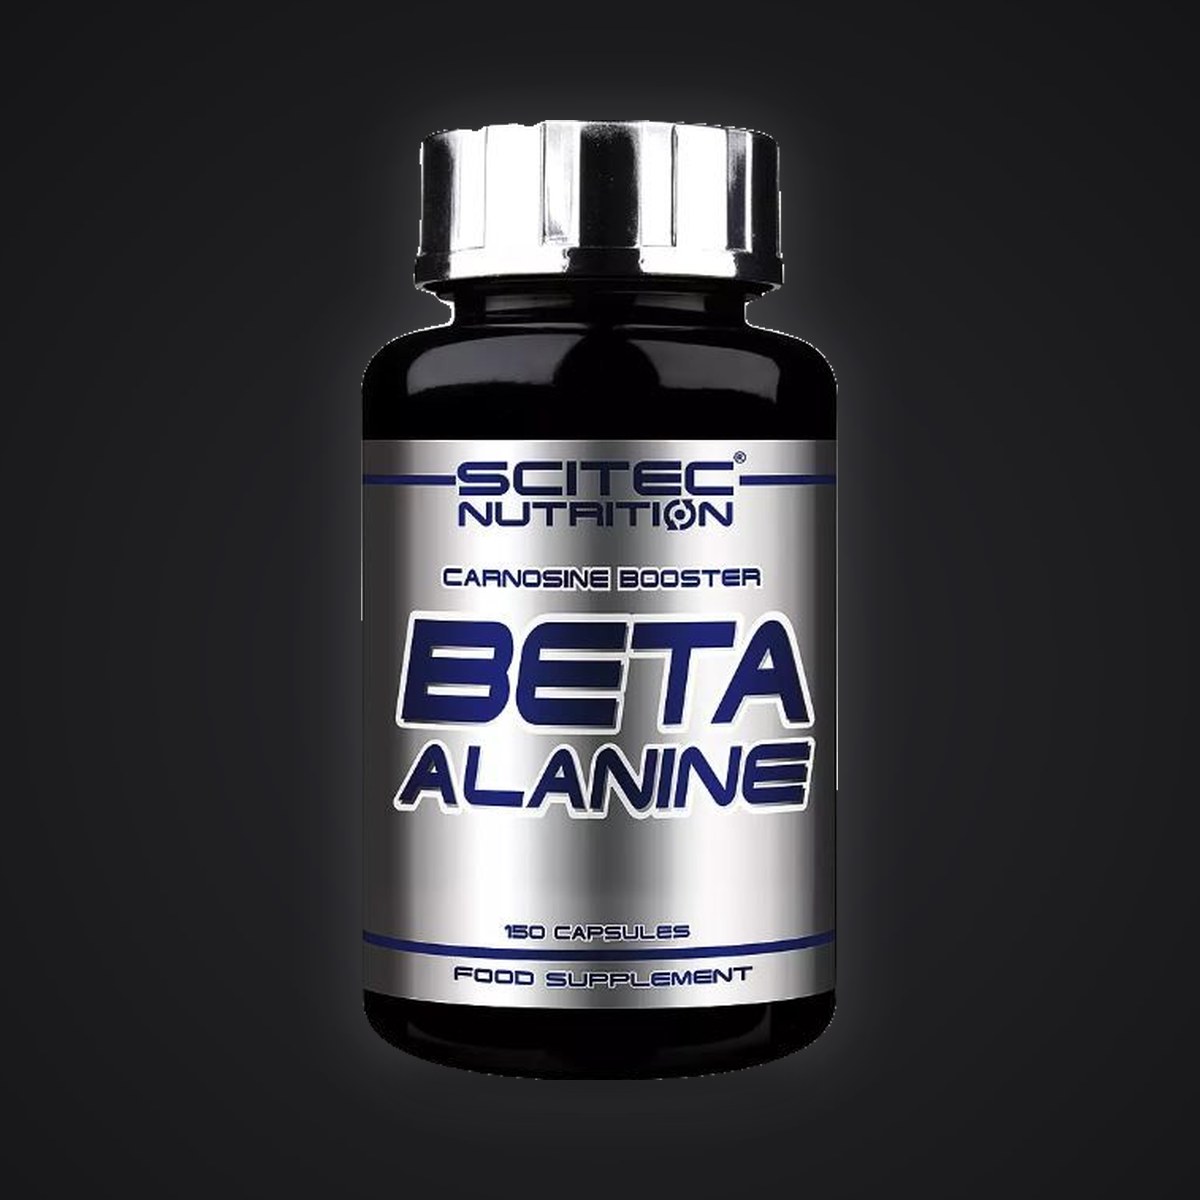 SCITEC®
NUTRITION
CARNOSINE BOOSTER
BETA
ALANINE
150 CAPSULES
FOOD SUPPLEMENT